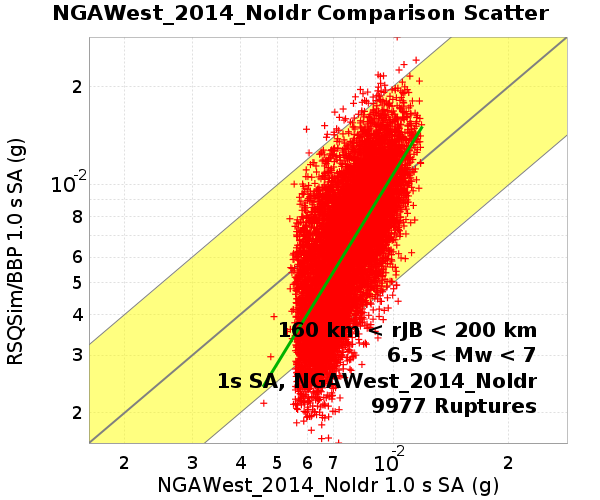 NGAWest_2014_NoIdr Comparison Scatter
RSQSim/BBP 1.0 s SA (g)
2
10^-2
8
6
5
4
3
2
160 km < rJB < 200 km
6.5 < Mw < 7
1s SA, NGAWest_2014_NoIdr
9977 Ruptures
2 3 4 5 6 7 10^-2 2
NGAWest_2014_NoIdr 1.0 s SA (g)